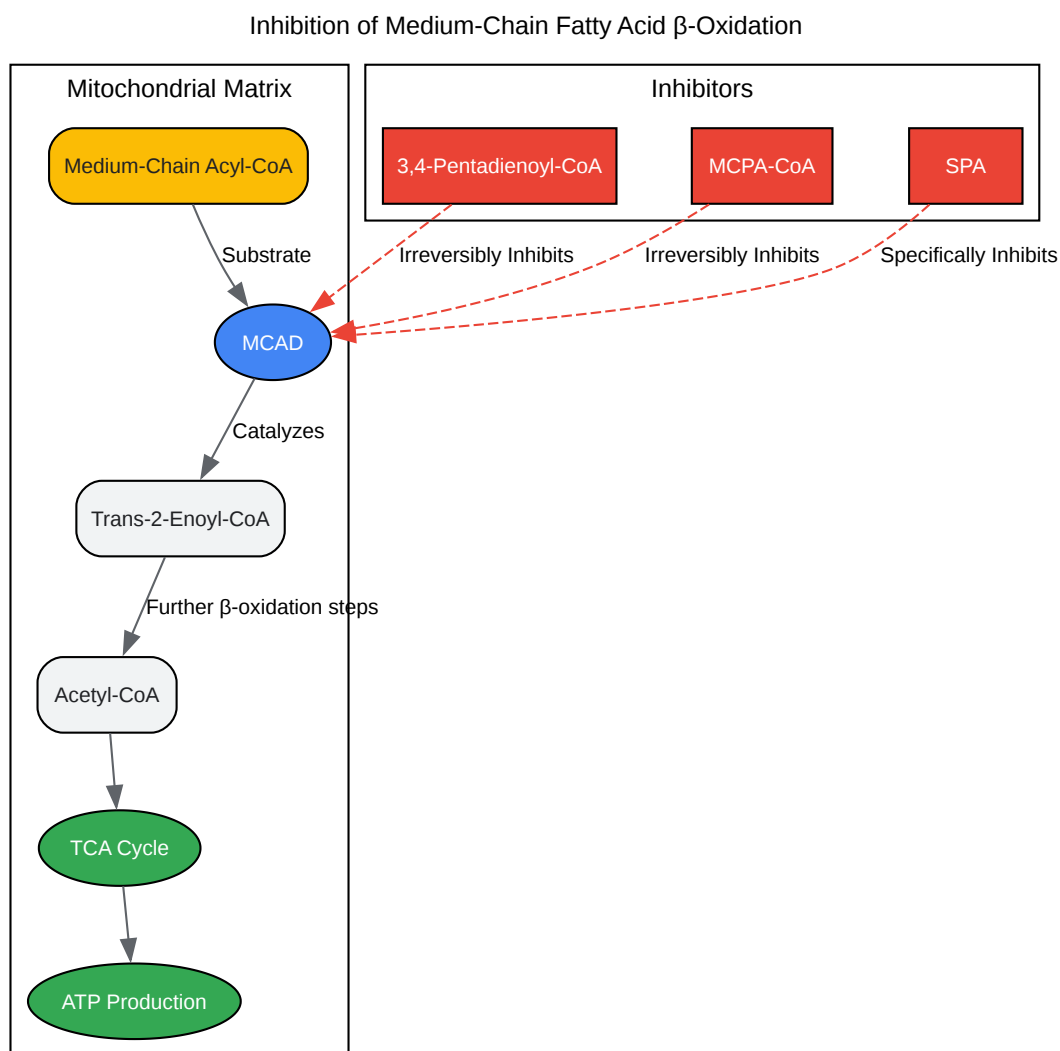 Inhibition of Medium-Chain Fatty Acid β-Oxidation
Mitochondrial Matrix
Inhibitors
Medium-Chain Acyl-CoA
3,4-Pentadienoyl-CoA
MCPA-CoA
SPA
Substrate
Irreversibly Inhibits
Irreversibly Inhibits
Specifically Inhibits
MCAD
Catalyzes
Trans-2-Enoyl-CoA
Further β-oxidation steps
Acetyl-CoA
TCA Cycle
ATP Production